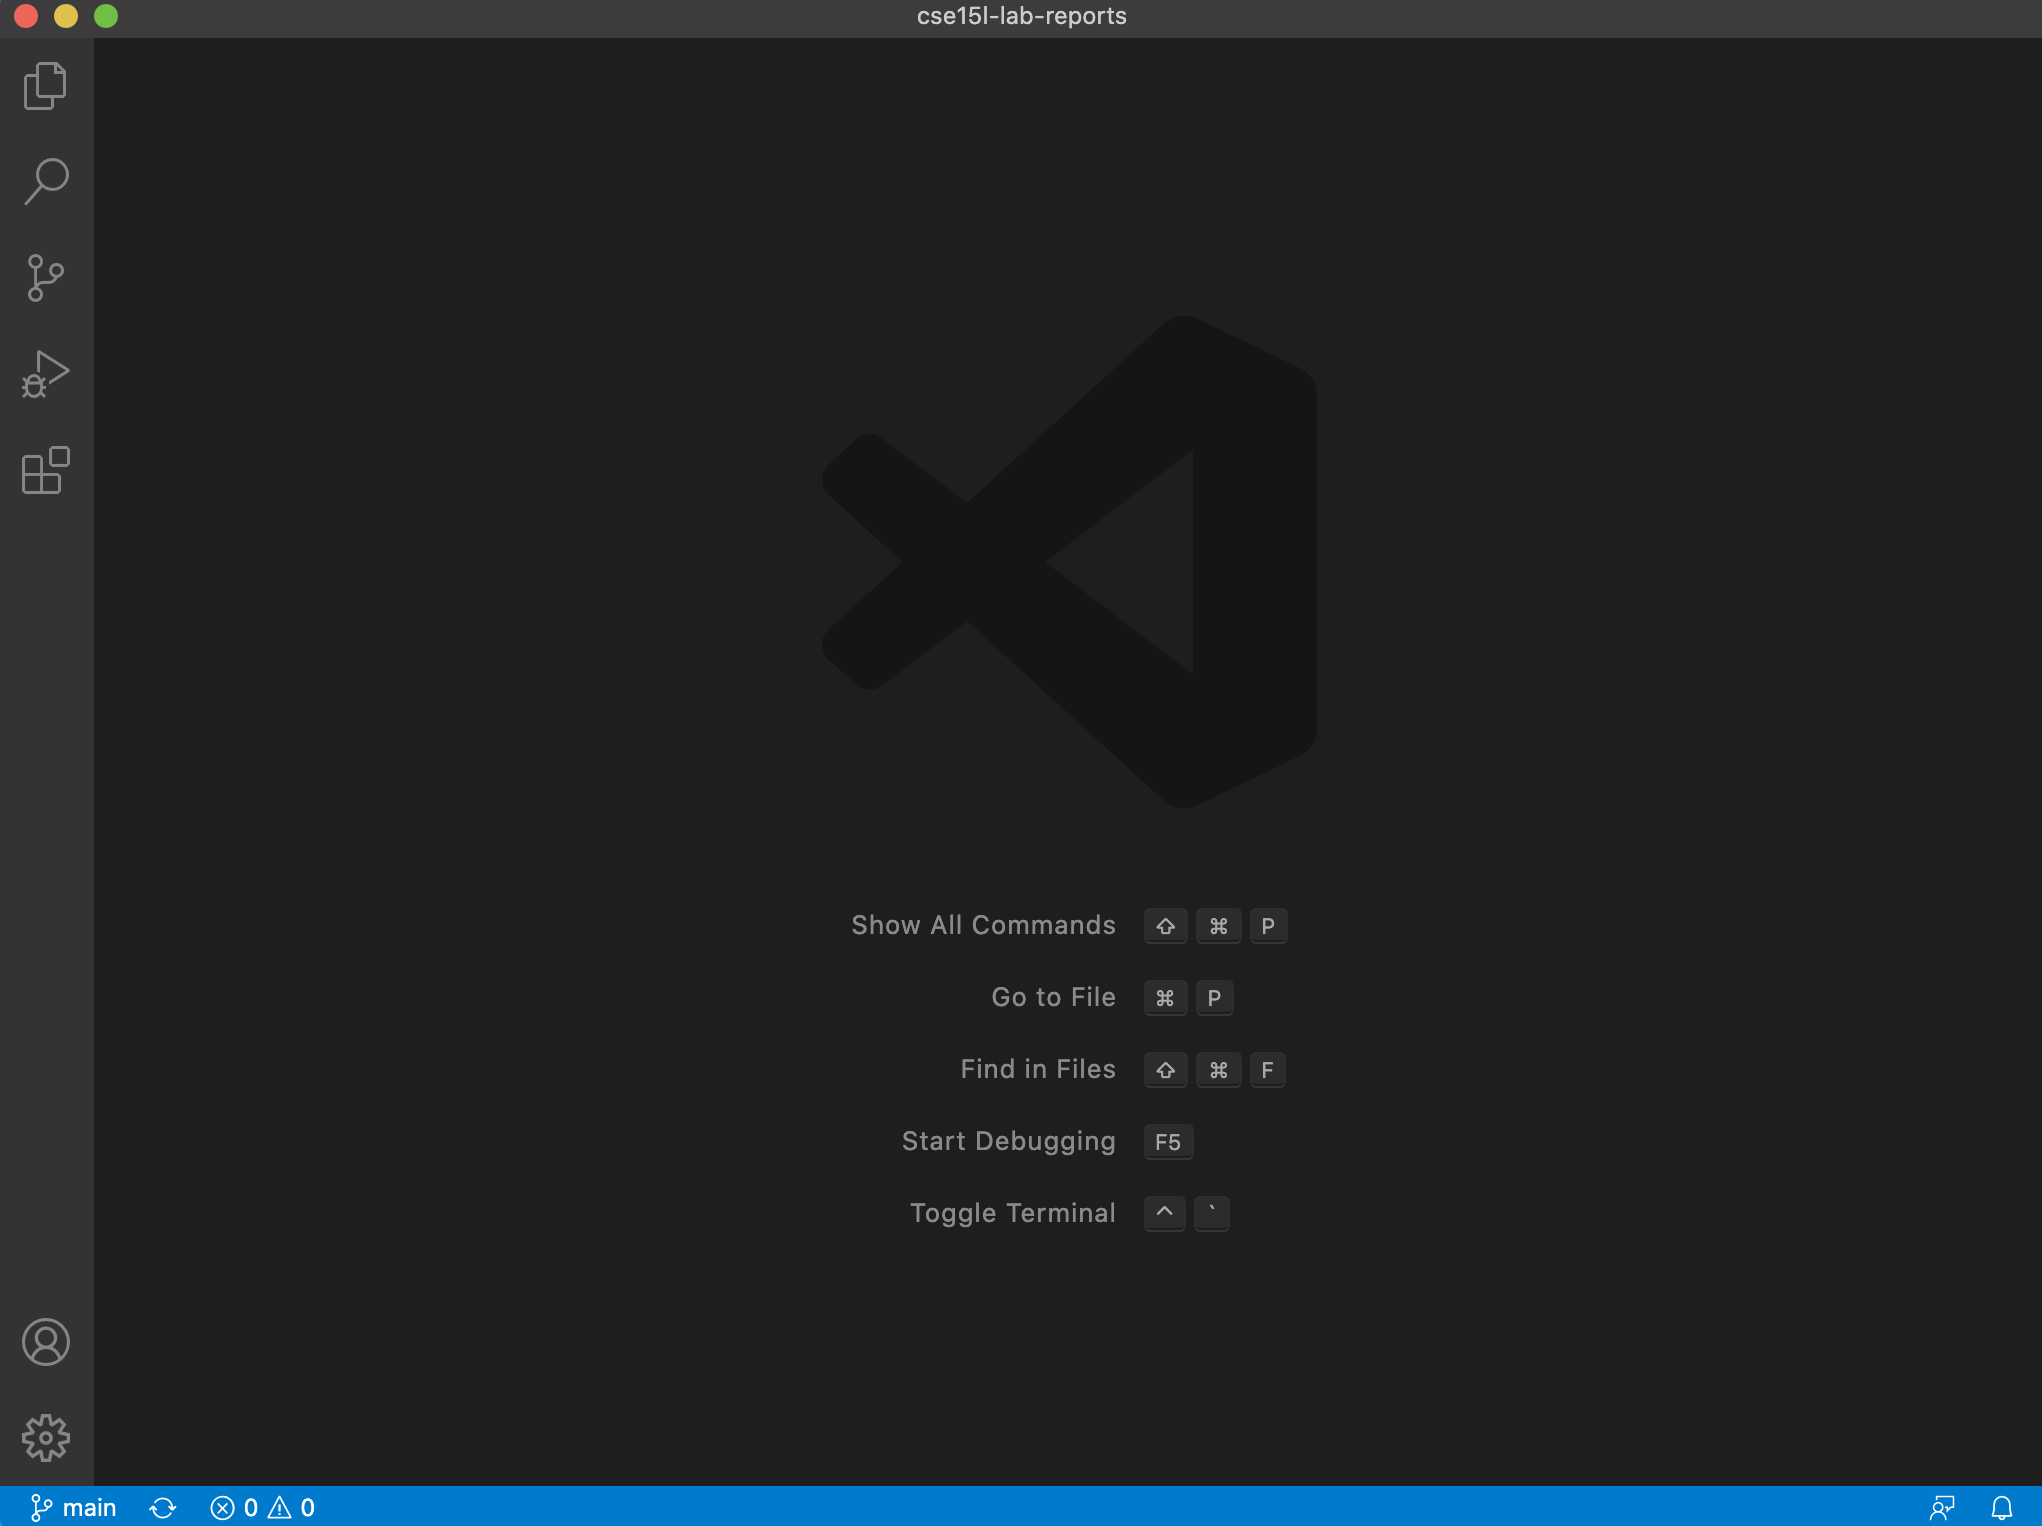 cse15l-lab-reports
Show All Commands ⇧ ⌘ P
Go to File ⌘ P
Find in Files ⇧ ⌘ F
Start Debugging F5
Toggle Terminal ^ `
main 0 0